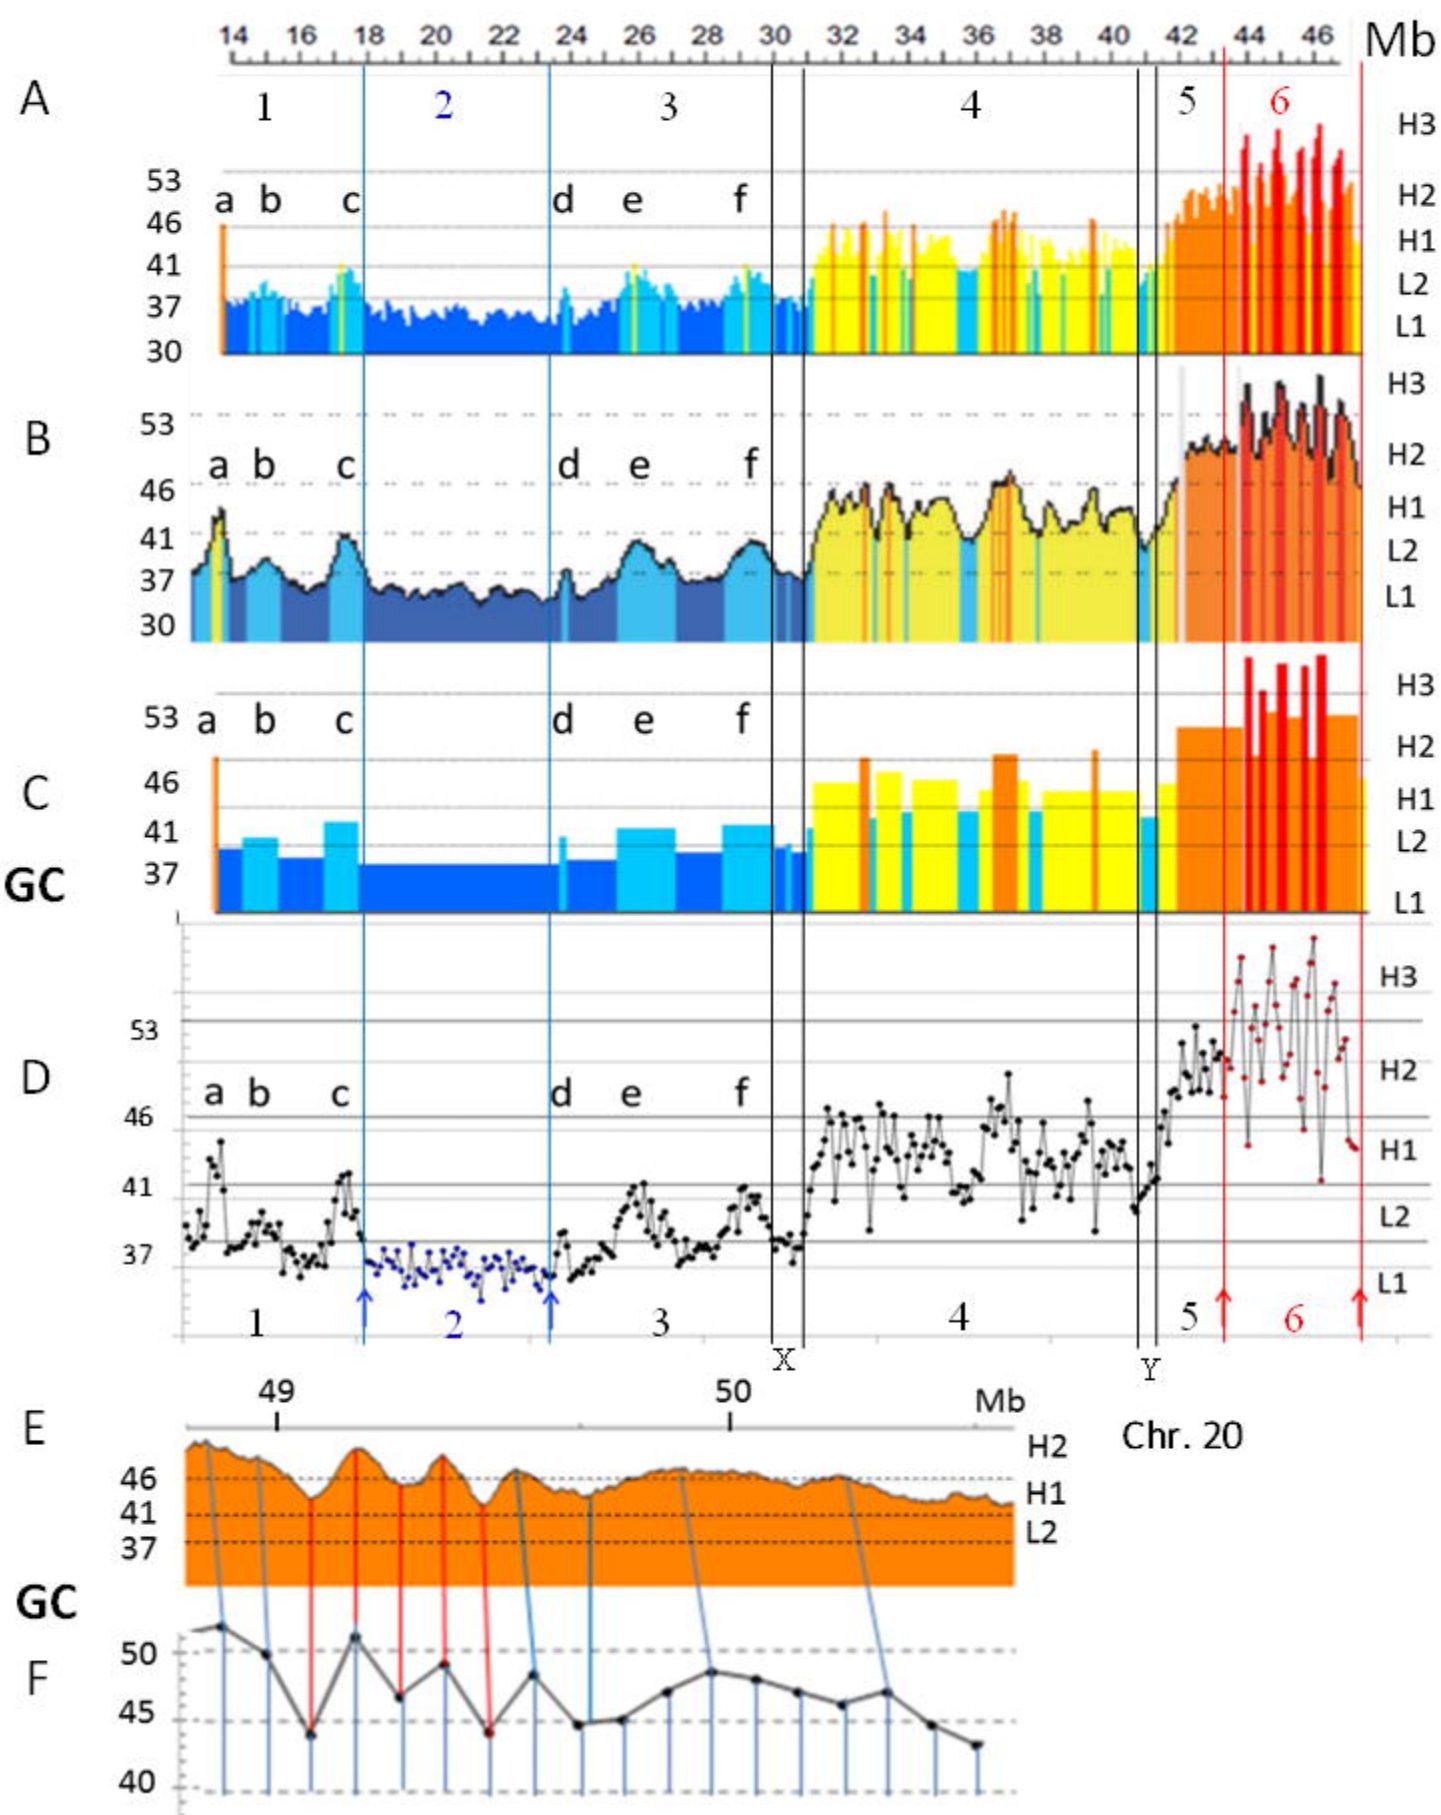 14 16 18 20 22 24 26 28 30 32 34 36 38 40 42 44 46 Mb
A 1 2 3 4 5 6
H3
53 H2
a b c d e f
46 H1
41 L2
37 L1
30
H3
B 53 H2
a b c d e f
46 H1
41 L2
37 L1
30
H3
53 a b c d e f
H2
C 46 H1
41 L2
GC 37 L1
H3
53
D H2
a b c d e f
46 H1
41 L2
37 L1
1 2 3 4 5 6
X Y
49 50 Mb
E H2 Chr. 20
46 H1
41 L2
37
GC
50
F
45
40